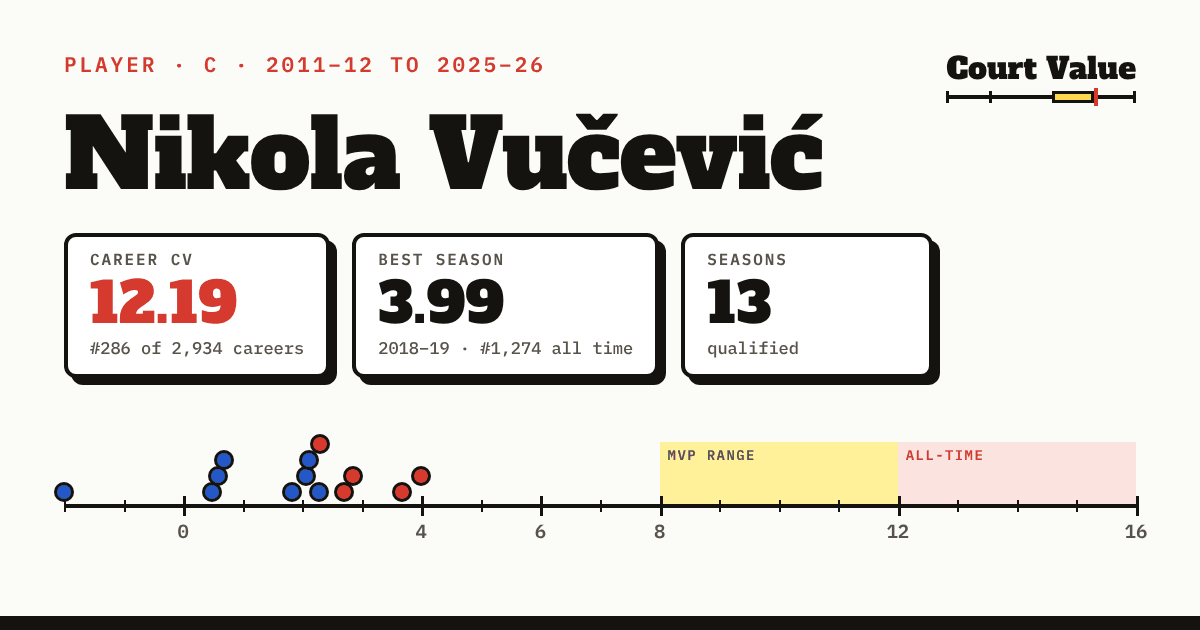 PLAYER · C · 2011–12 TO 2025–26
Court Value
Nikola Vučević
CAREER CV
12.19
#286 of 2,934 careers
BEST SEASON
3.99
2018–19 · #1,274 all time
SEASONS
13
qualified
MVP RANGE
ALL-TIME
0 4 6 8 12 16